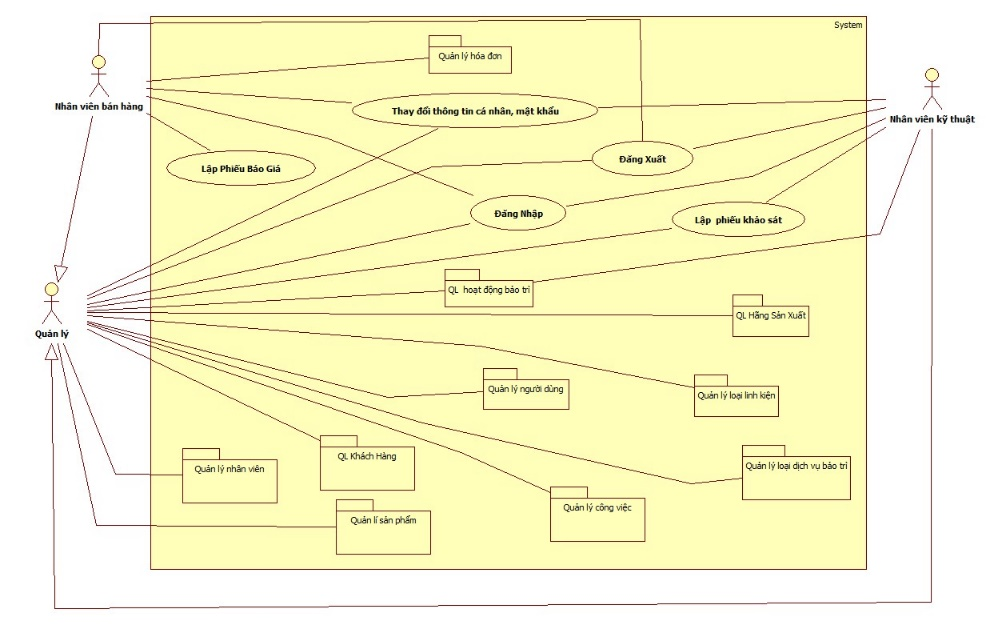 System
Quản lý hóa đơn
Nhân viên bán hàng
Thay đổi thông tin cá nhân, mật khẩu
Nhân viên kỹ thuật
Đăng Xuất
Lập Phiếu Báo Giá
Đăng Nhập
Lập phiếu khảo sát
QL hoạt động bảo trì
QL Hãng Sản Xuất
Quản lý
Quản lý người dùng
Quản lý loại linh kiện
QL Khách Hàng
Quản lý nhân viên
Quản lý loại dịch vụ bảo trì
Quản lí sản phẩm
Quản lý công việc